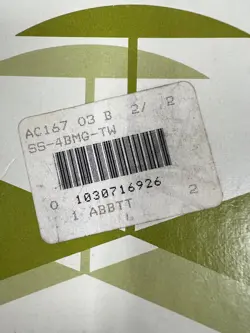 AC167 03 B 2/ 2
SS-4BMG-TW
0 1030716926
1 ABBTT 2